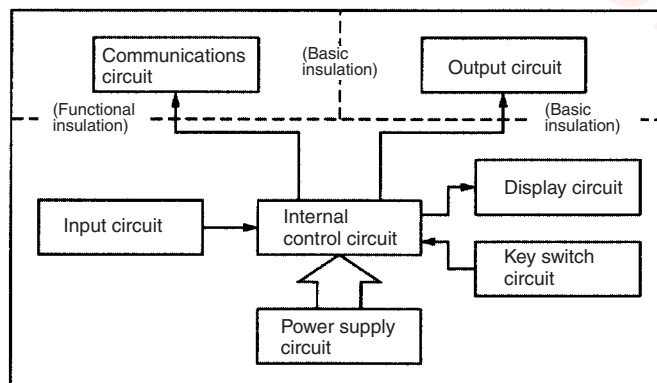 Communications
circuit
(Basic
insulation)
Output circuit
(Functional
insulation)
(Basic
insulation)
Input circuit
Internal
control circuit
Display circuit
Key switch
circuit
Power supply
circuit